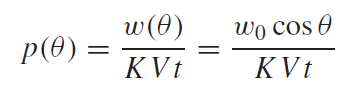 p(θ) = w(θ) / KVt = w₀ cos θ / KVt